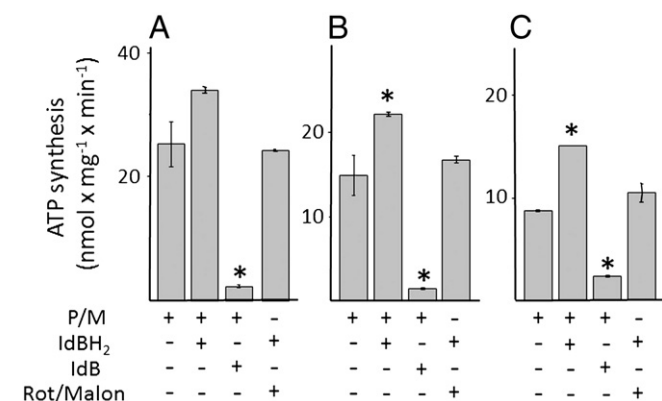 A B C
40 20
20 10
20 10
ATP synthesis
(nmol x mg⁻¹ x min⁻¹)
* * * * *
P/M + + + - + + + - + + + -
IdBH₂ - + - + - + - + - + - +
IdB - - + - - - + - - - + -
Rot/Malon - - - + - - - + - - - +